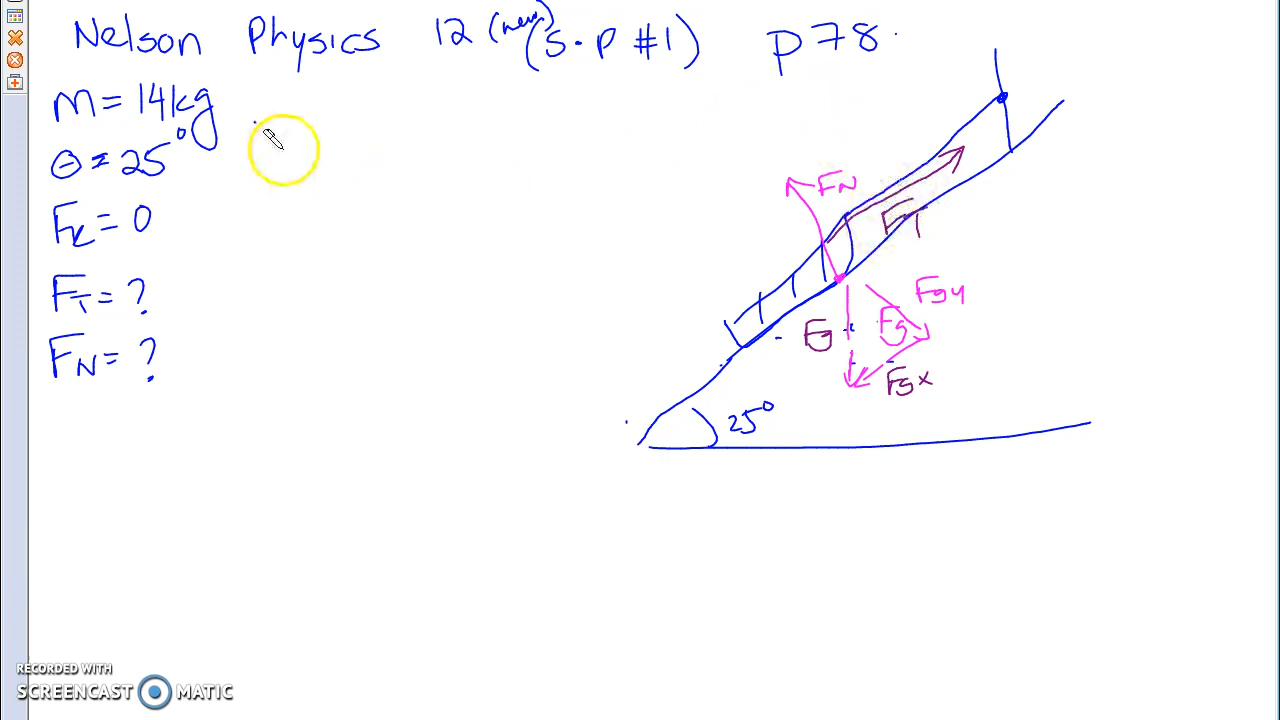 Nelson Physics 12 (new) (S.P #1) p78.
m = 14kg
θ = 25°
FK = 0
FT = ?
FN = ?
FN
FT
Fgy
Fg
Fg
Fgx
25°
RECORDED WITH
SCREENCAST MATIC